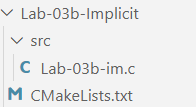 Lab-03b-Implicit
src
C Lab-03b-im.c
M CMakeLists.txt